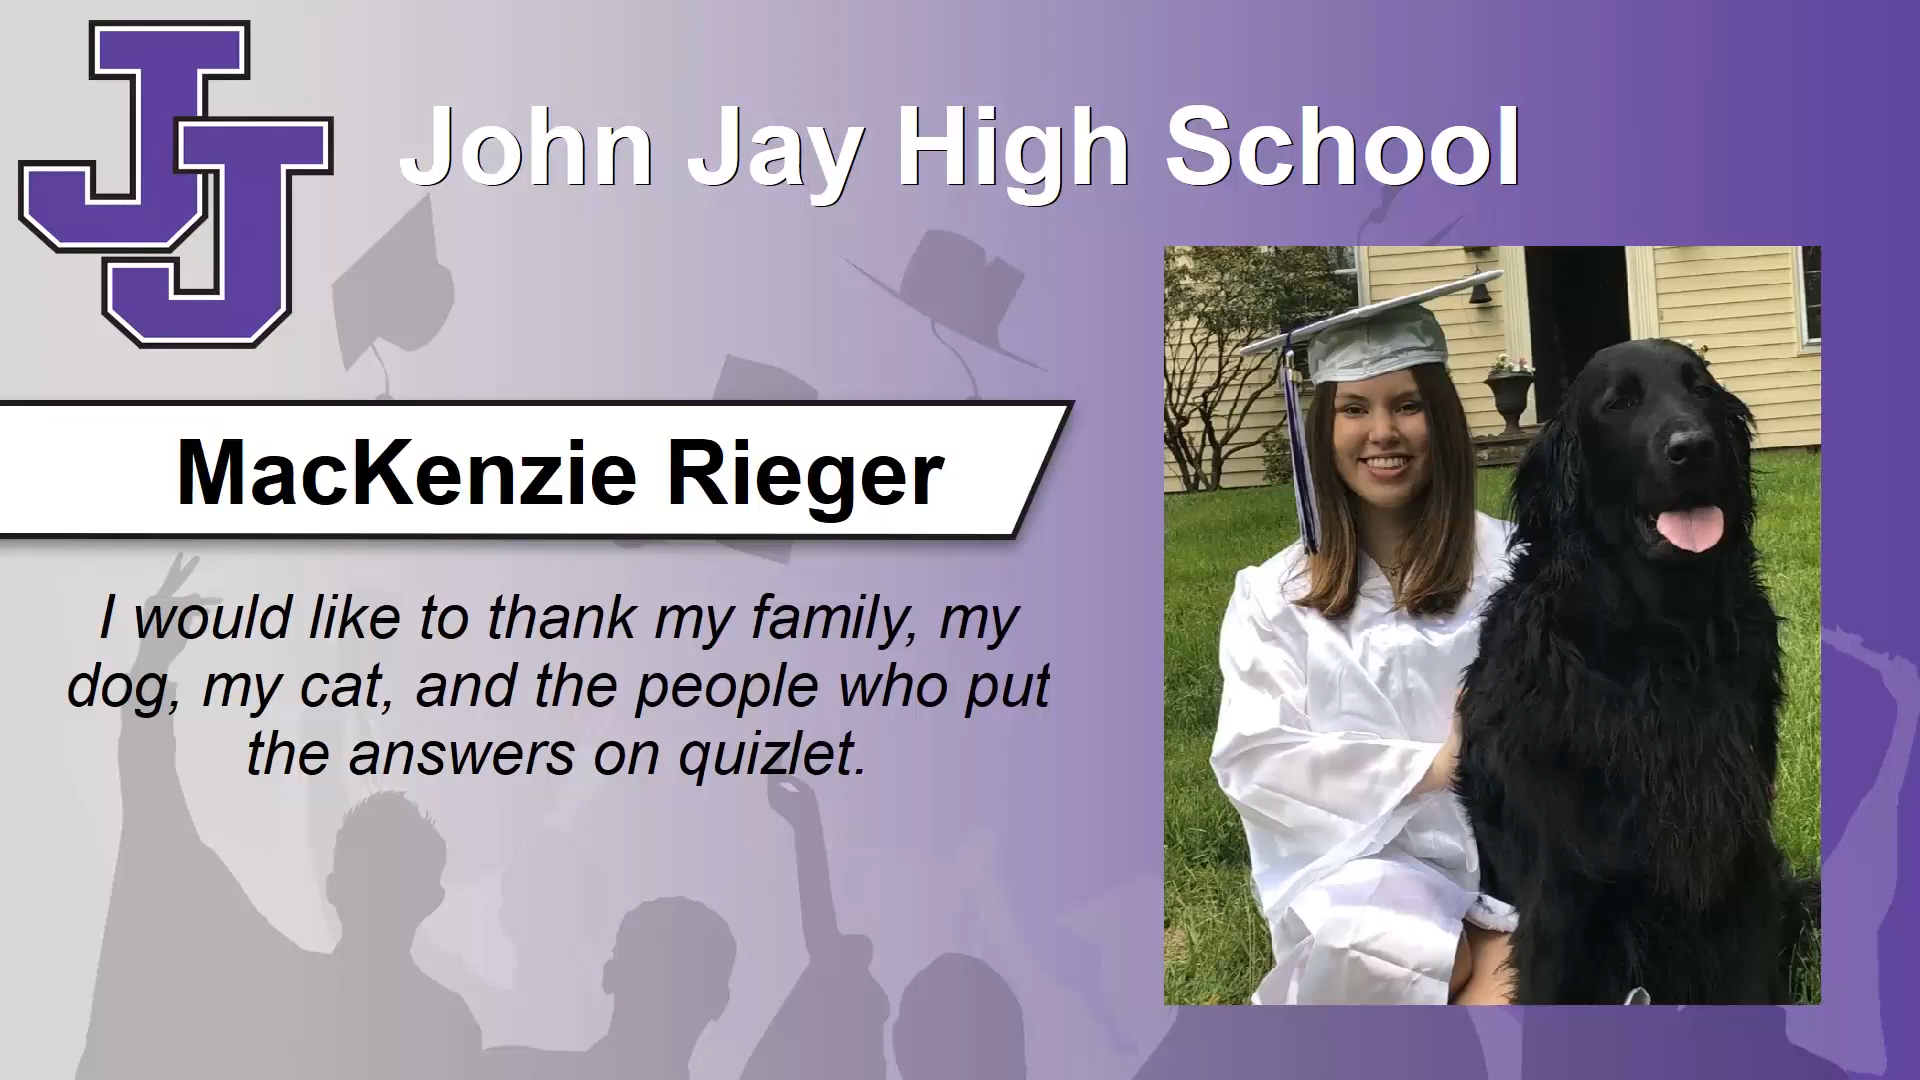 JJ
John Jay High School
MacKenzie Rieger
I would like to thank my family, my
dog, my cat, and the people who put
the answers on quizlet.